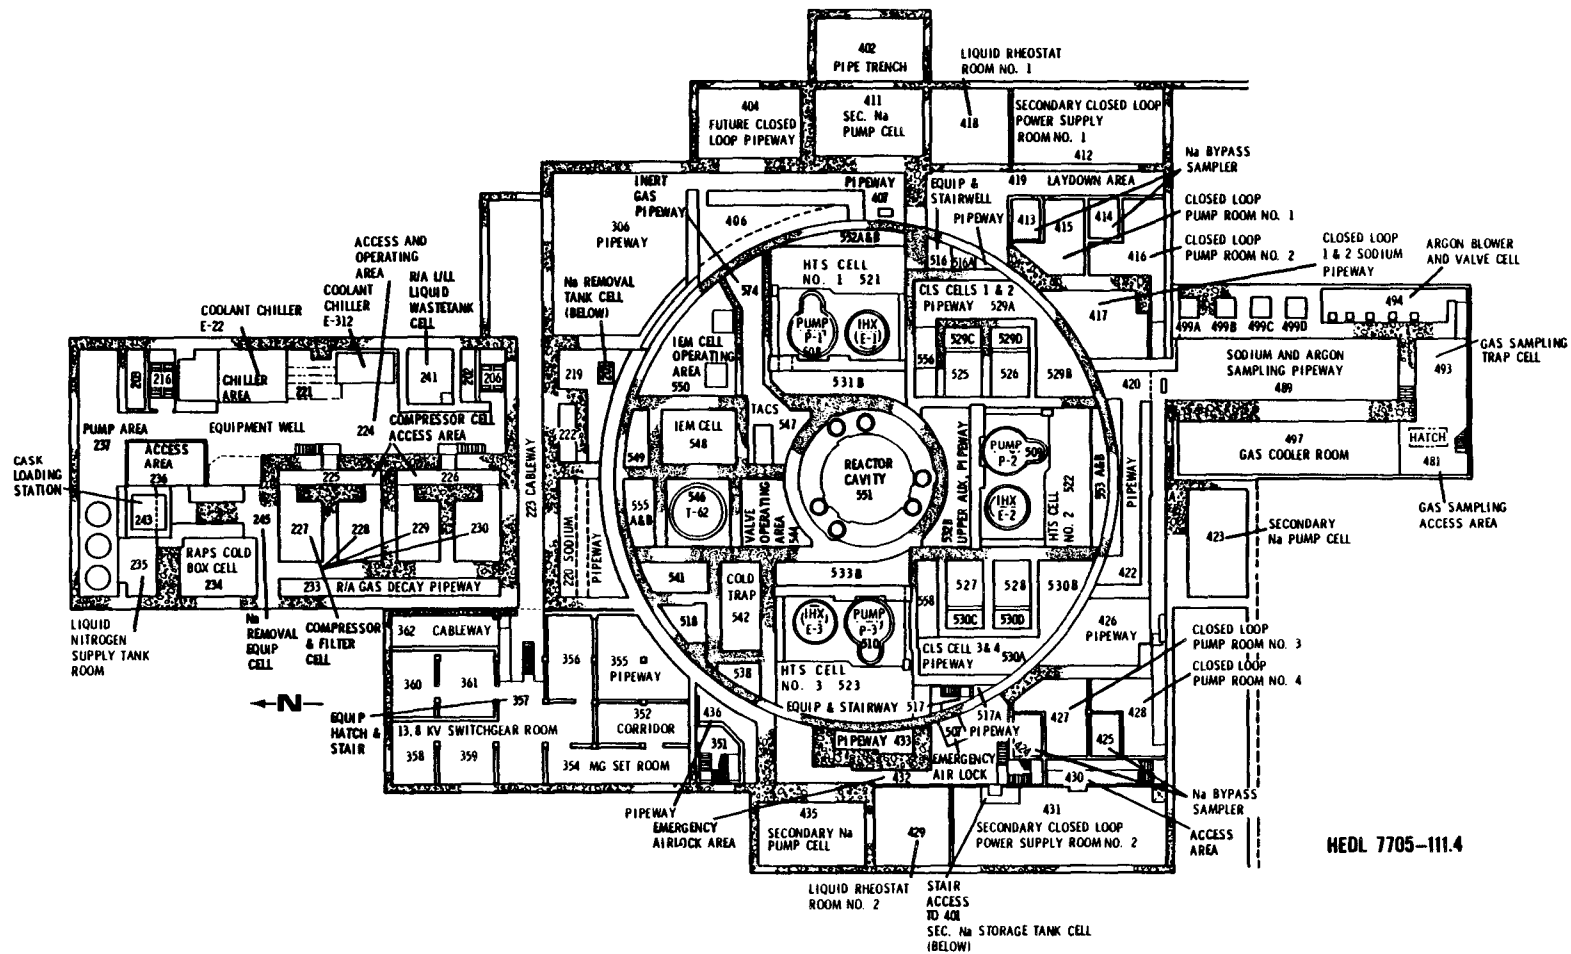 402
PIPE TRENCH
LIQUID RHEOSTAT
ROOM NO. 1
404
FUTURE CLOSED
LOOP PIPEWAY
411
SEC. Na
PUMP CELL
418
SECONDARY CLOSED LOOP
POWER SUPPLY
ROOM NO. 1
412
Na BYPASS
SAMPLER
INERT
GAS
PIPEWAY
PIPEWAY
407
EQUIP &
STAIRWELL
PIPEWAY
419 LAYDOWN AREA
413
415
414
CLOSED LOOP
PUMP ROOM NO. 1
CLOSED LOOP
PUMP ROOM NO. 2
416
CLOSED LOOP
1 & 2 SODIUM
PIPEWAY
ARGON BLOWER
AND VALVE CELL
306
PIPEWAY
406
552A&B
516
516A
HTS CELL
NO. 1 521
CLS CELLS 1 & 2
PIPEWAY 529A
417
494
499A
499B
499C
499D
GAS SAMPLING
TRAP CELL
SODIUM AND ARGON
SAMPLING PIPEWAY
489
493
ACCESS AND
OPERATING
AREA
R/A LI/LL
LIQUID
WASTETANK
CELL
COOLANT
CHILLER
E-312
COOLANT CHILLER
E-22
Na REMOVAL
TANK CELL
(BELOW)
574
IEM CELL
OPERATING
AREA
550
PUMP
P-1
IHX
(E-1)
556
529C
529D
525
526
529B
420
203
216
CHILLER
AREA
221
241
202
206
219
531B
TACS
547
PUMP AREA
237
EQUIPMENT WELL
224
COMPRESSOR CELL
ACCESS AREA
222
IEM CELL
548
549
REACTOR
CAVITY
551
PUMP
P-2
509
497
GAS COOLER ROOM
HATCH
481
GAS SAMPLING
ACCESS AREA
CASK
LOADING
STATION
ACCESS
AREA
236
225
226
223 CABLEWAY
555
A&B
546
T-62
VALVE
OPERATING
AREA
544
532B
UPPER AUX. PIPEWAY
IHX
E-2
HTS CELL
NO. 2 522
553 A&B
PIPEWAY
243
245
227
228
229
230
220 SODIUM
PIPEWAY
423
SECONDARY
Na PUMP CELL
235
RAPS COLD
BOX CELL
234
233 R/A GAS DECAY PIPEWAY
541
COLD
TRAP
542
533B
527
528
530B
422
558
530C
530D
518
IHX
E-3
PUMP
P-3
510
426
PIPEWAY
LIQUID
NITROGEN
SUPPLY TANK
ROOM
Na
REMOVAL
EQUIP
CELL
COMPRESSOR
& FILTER
CELL
362 CABLEWAY
356
355
PIPEWAY
538
HTS CELL
NO. 3 523
CLS CELL 3 & 4
PIPEWAY
530A
CLOSED LOOP
PUMP ROOM NO. 3
CLOSED LOOP
PUMP ROOM NO. 4
360
361
357
N
EQUIP
HATCH &
STAIR
13.8 KV SWITCHGEAR ROOM
352
CORRIDOR
436
EQUIP & STAIRWAY 517
517A
PIPEWAY
507
427
428
425
424
358
359
354 MG SET ROOM
351
PIPEWAY 433
432
EMERGENCY
AIR LOCK
430
Na BYPASS
SAMPLER
PIPEWAY
EMERGENCY
AIRLOCK AREA
435
SECONDARY Na
PUMP CELL
429
431
SECONDARY CLOSED LOOP
POWER SUPPLY ROOM NO. 2
ACCESS
AREA
LIQUID RHEOSTAT
ROOM NO. 2
STAIR
ACCESS
TO 401
SEC. Na STORAGE TANK CELL
(BELOW)
HEDL 7705-111.4